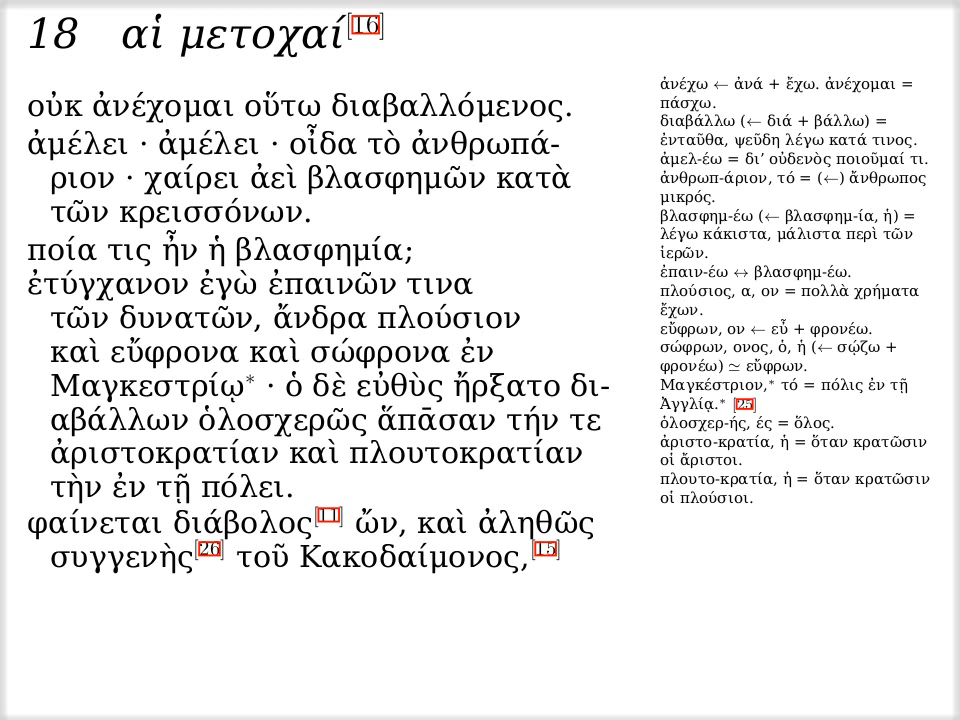 18 αἱ μετοχαί[16]
οὐκ ἀνέχομαι οὕτω διαβαλλόμενος.
ἀμέλει · ἀμέλει · οἶδα τὸ ἀνθρωπά-
ριον · χαίρει ἀεὶ βλασφημῶν κατὰ
τῶν κρεισσόνων.
ποία τις ἦν ἡ βλασφημία;
ἐτύγχανον ἐγὼ ἐπαινῶν τινα
τῶν δυνατῶν, ἄνδρα πλούσιον
καὶ εὔφρονα καὶ σώφρονα ἐν
Μαγκεστρίῳ* · ὁ δὲ εὐθὺς ἤρξατο δι-
αβάλλων ὁλοσχερῶς ἅπᾱσαν τήν τε
ἀριστοκρατίαν καὶ πλουτοκρατίαν
τὴν ἐν τῇ πόλει.
φαίνεται διάβολος[11] ὤν, καὶ ἀληθῶς
συγγενὴς[26] τοῦ Κακοδαίμονος,[15]
ἀνέχω ← ἀνά + ἔχω. ἀνέχομαι =
πάσχω.
διαβάλλω (← διά + βάλλω) =
ἐνταῦθα, ψεῦδη λέγω κατά τινος.
ἀμελ-έω = δι’ οὐδενὸς ποιοῦμαί τι.
ἀνθρωπ-άριον, τό = (←) ἄνθρωπος
μικρός.
βλασφημ-έω (← βλασφημ-ία, ἡ) =
λέγω κάκιστα, μάλιστα περὶ τῶν
ἱερῶν.
ἐπαιν-έω ↔ βλασφημ-έω.
πλούσιος, α, ον = πολλὰ χρήματα
ἔχων.
εὔφρων, ον ← εὖ + φρονέω.
σώφρων, ονος, ὁ, ἡ (← σῴζω +
φρονέω) ≃ εὔφρων.
Μαγκέστριον,* τό = πόλις ἐν τῇ
Ἀγγλίᾳ.* [25]
ὁλοσχερ-ής, ές = ὅλος.
ἀριστο-κρατία, ἡ = ὅταν κρατῶσιν
οἱ ἄριστοι.
πλουτο-κρατία, ἡ = ὅταν κρατῶσιν
οἱ πλούσιοι.